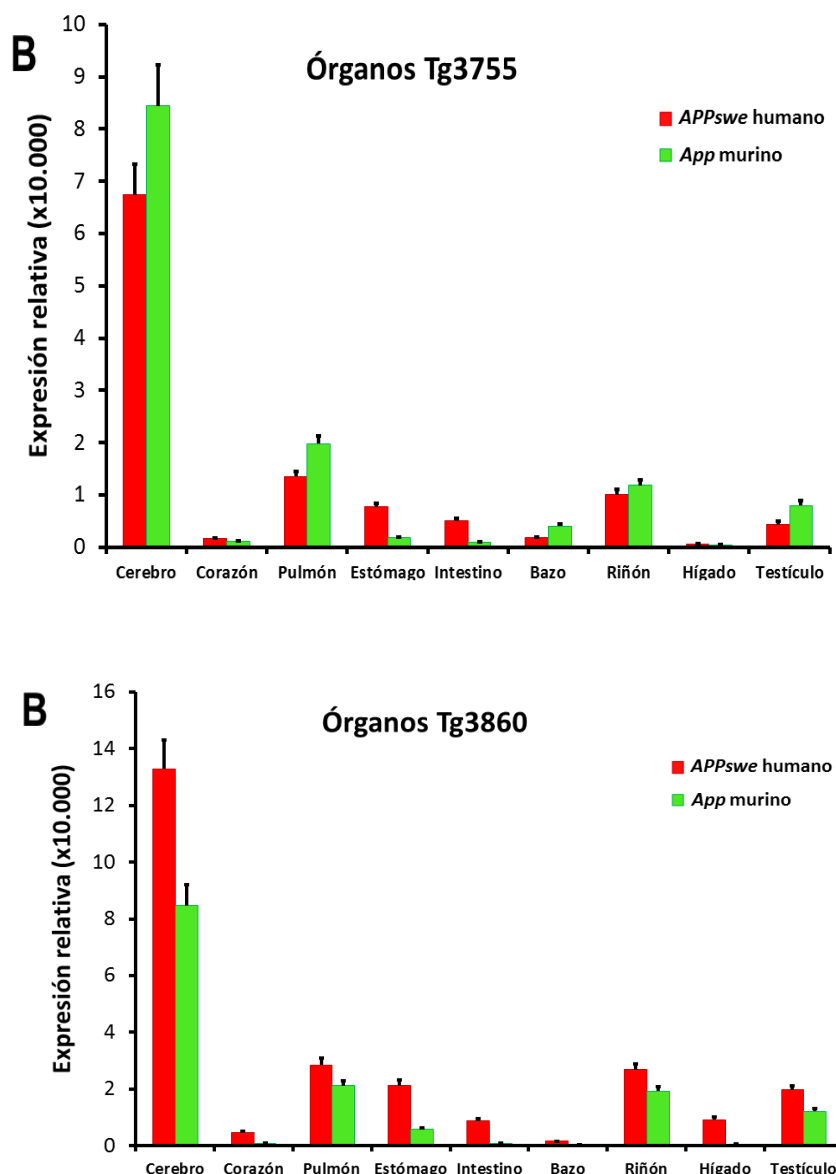 B
Órganos Tg3755
APPswe humano
App murino
Expresión relativa (x10.000)
10
9
8
7
6
5
4
3
2
1
0
Cerebro Corazón Pulmón Estómago Intestino Bazo Riñón Hígado Testículo
B
Órganos Tg3860
APPswe humano
App murino
Expresión relativa (x10.000)
16
14
12
10
8
6
4
2
0
Cerebro Corazón Pulmón Estómago Intestino Bazo Riñón Hígado Testículo